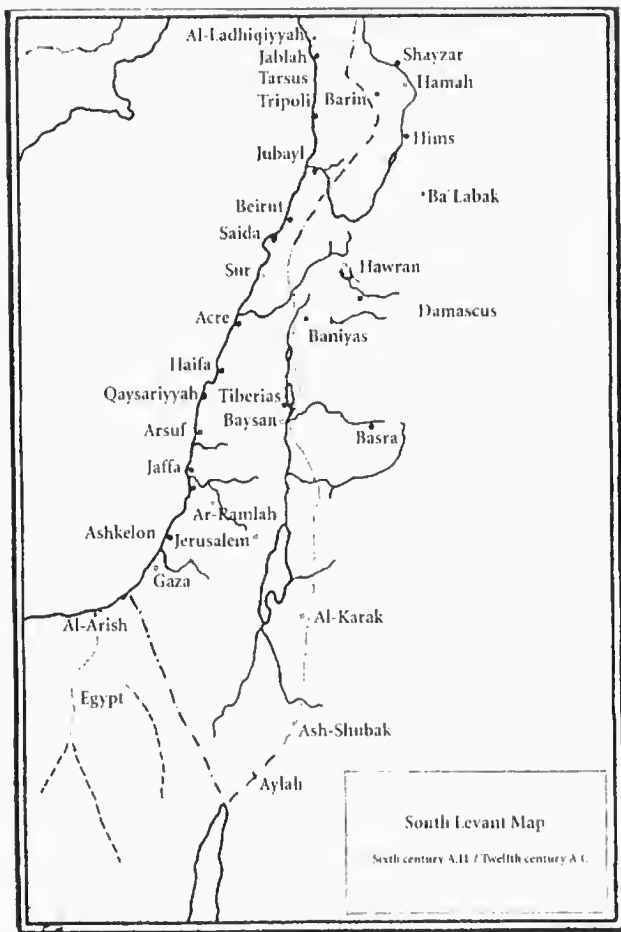 Al-Ladhiqiyyah
Jablah
Shayzar
Tarsus
Hamah
Tripoli
Barin
Hims
Jubayl
Ba'Labak
Beirut
Saida
Sur
Hawran
Damascus
Acre
Baniyas
Haifa
Qaysariyyah
Tiberias
Baysan
Arsuf
Basra
Jaffa
Ar-Ramlah
Ashkelon
Jerusalem
Gaza
Al-Arish
Al-Karak
Egypt
Ash-Shubak
Aylah
South Levant Map
Sixth century A.H. / Twelfth century A.C.